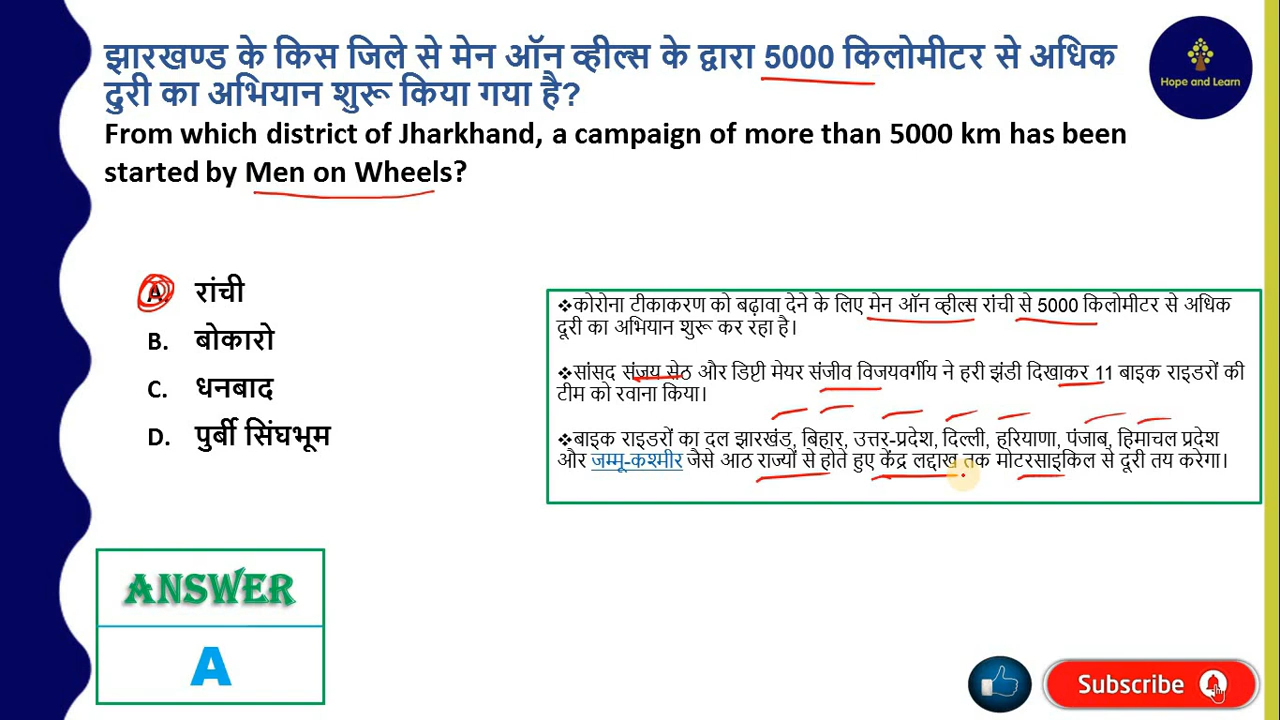 झारखण्ड के किस जिले से मेन ऑन व्हील्स के द्वारा 5000 किलोमीटर से अधिक
दुरी का अभियान शुरू किया गया है?
From which district of Jharkhand, a campaign of more than 5000 km has been
started by Men on Wheels?
Hope and Learn
A. रांची
B. बोकारो
C. धनबाद
D. पुर्बी सिंघभूम
❖कोरोना टीकाकरण को बढ़ावा देने के लिए मेन ऑन व्हील्स रांची से 5000 किलोमीटर से अधिक
दूरी का अभियान शुरू कर रहा है।
❖सांसद संजय सेठ और डिप्टी मेयर संजीव विजयवर्गीय ने हरी झंडी दिखाकर 11 बाइक राइडरों की
टीम को रवाना किया।
❖बाइक राइडरों का दल झारखंड, बिहार, उत्तर-प्रदेश, दिल्ली, हरियाणा, पंजाब, हिमाचल प्रदेश
और जम्मू-कश्मीर जैसे आठ राज्यों से होते हुए केंद्र लद्दाख तक मोटरसाइकिल से दूरी तय करेगा।
ANSWER
A
Subscribe